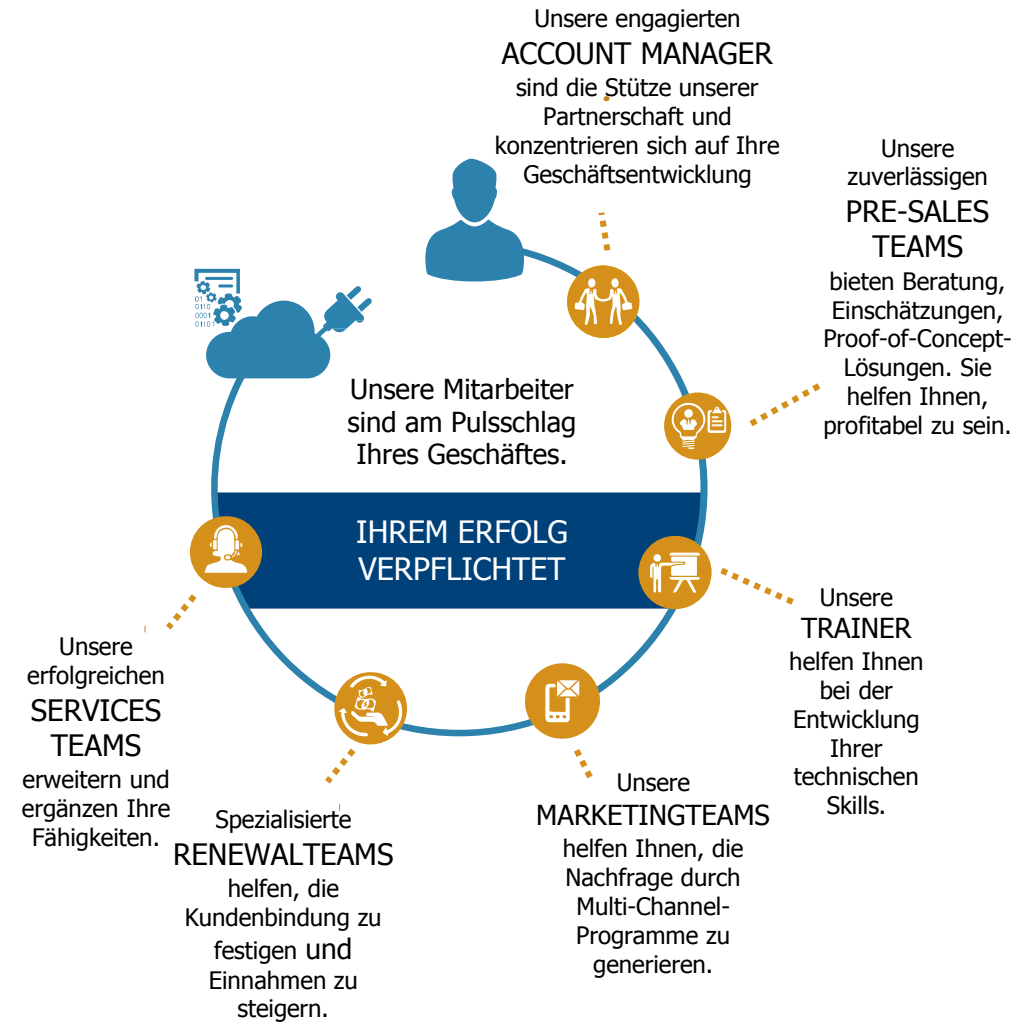 Unsere engagierten
ACCOUNT MANAGER
sind die Stütze unserer
Partnerschaft und
konzentrieren sich auf Ihre
Geschäftsentwicklung
Unsere
zuverlässigen
PRE-SALES
TEAMS
bieten Beratung,
Einschätzungen,
Proof-of-Concept-
Lösungen. Sie
helfen Ihnen,
profitabel zu sein.
01
0110
0001
01101
Unsere Mitarbeiter
sind am Pulsschlag
Ihres Geschäftes.
IHREM ERFOLG
VERPFLICHTET
Unsere
TRAINER
helfen Ihnen
bei der
Entwicklung
Ihrer
technischen
Skills.
Unsere
MARKETINGTEAMS
helfen Ihnen, die
Nachfrage durch
Multi-Channel-
Programme zu
generieren.
Spezialisierte
RENEWALTEAMS
helfen, die
Kundenbindung zu
festigen und
Einnahmen zu
steigern.
Unsere
erfolgreichen
SERVICES
TEAMS
erweitern und
ergänzen Ihre
Fähigkeiten.